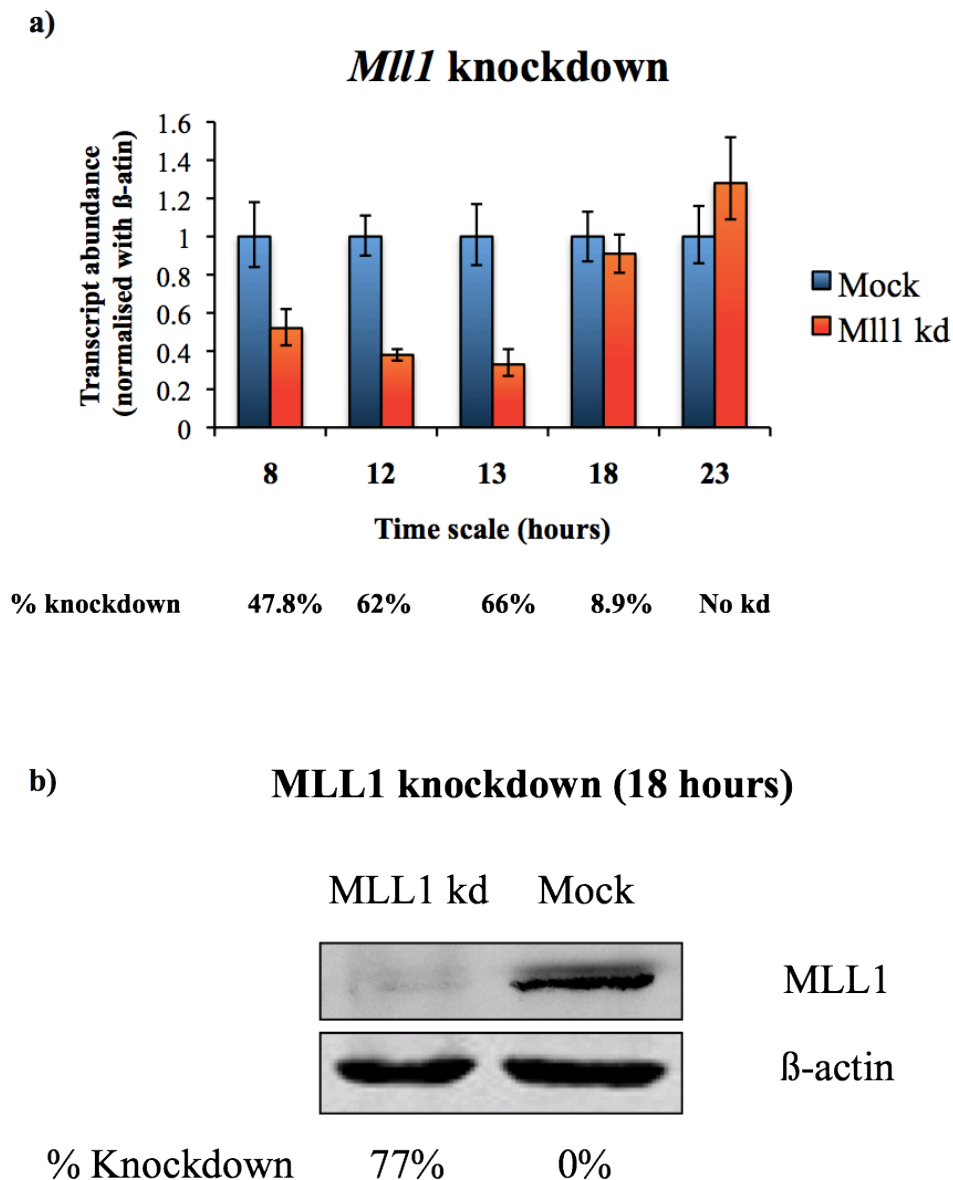 a)
Mll1 knockdown
Transcript abundance
(normalised with ß-atin)
1.6
1.4
1.2
1
0.8
0.6
0.4
0.2
0
8 12 13 18 23
Time scale (hours)
Mock
Mll1 kd
% knockdown 47.8% 62% 66% 8.9% No kd
b)
MLL1 knockdown (18 hours)
MLL1 kd Mock
MLL1
ß-actin
% Knockdown 77% 0%